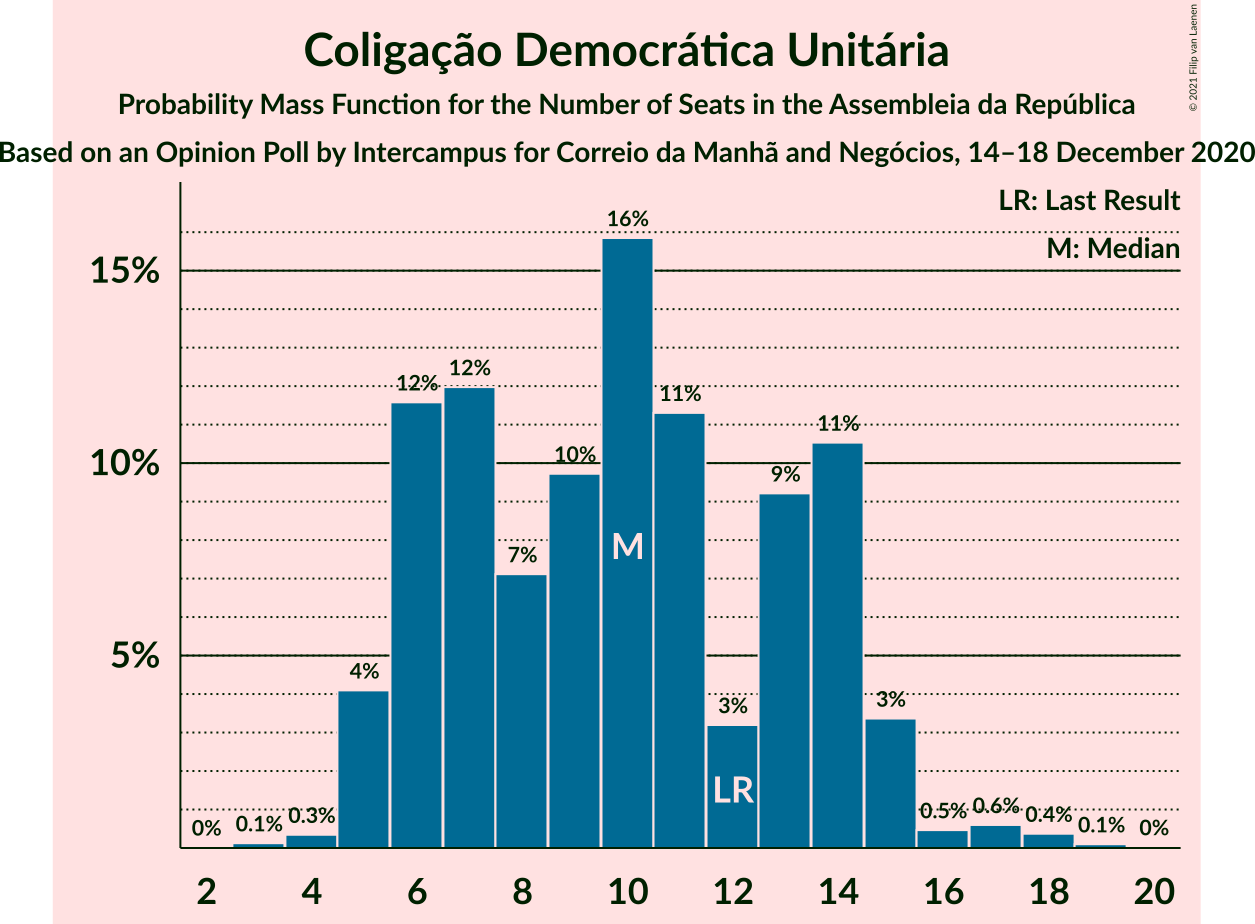 Coligação Democrática Unitária
Probability Mass Function for the Number of Seats in the Assembleia da República
Based on an Opinion Poll by Intercampus for Correio da Manhã and Negócios, 14–18 December 2020
© 2021 Filip van Laenen
LR: Last Result
M: Median
15%
10%
5%
0%
0.1%
0.3%
4%
12%
12%
7%
10%
16%
11%
3%
9%
11%
3%
0.5%
0.6%
0.4%
0.1%
0%
M
LR
2 4 6 8 10 12 14 16 18 20